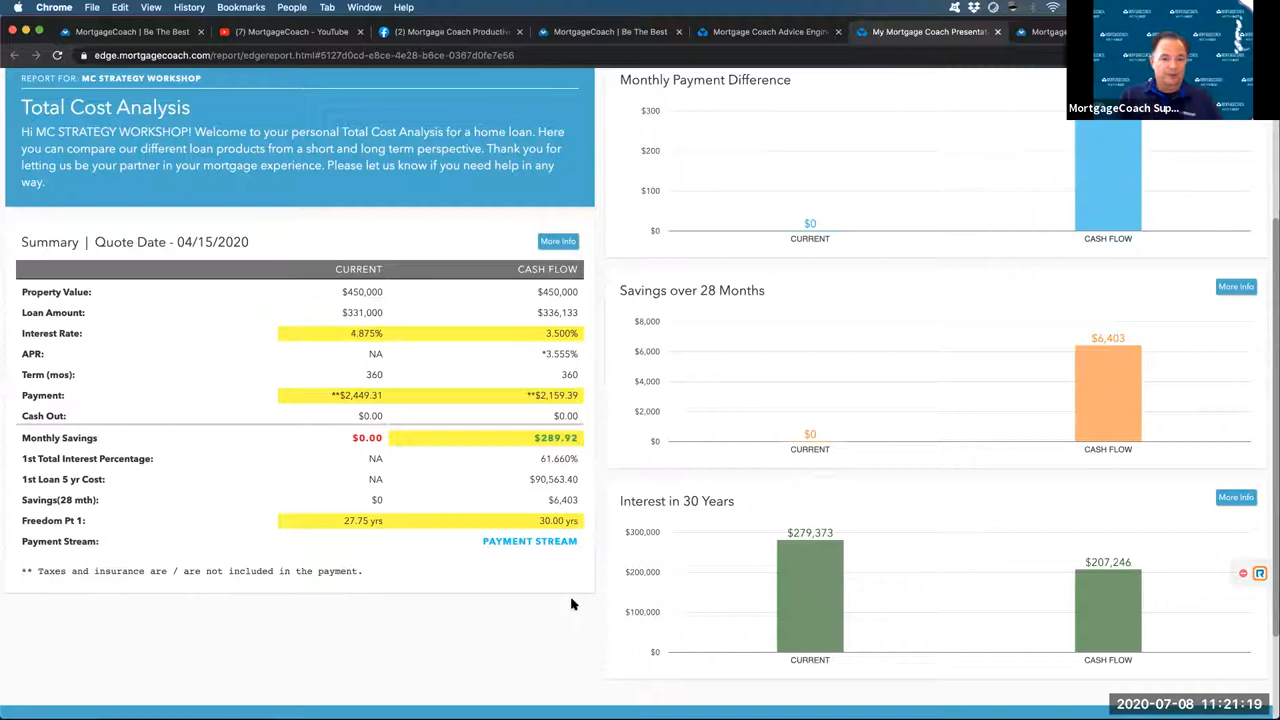 Chrome File Edit View History Bookmarks People Tab Window Help
MortgageCoach | Be The Best
(7) MortgageCoach - YouTube
(2) Mortgage Coach Produc
MortgageCoach | Be The Best
MortgageCoach Advice Engin
My Mortgage Coach Presentat
MortgageCoach
edge.mortgagecoach.com/edgereport.html#5127d0cd-e8ce-4e28-
MortgageCoach Sup...
REPORT FOR: MC STRATEGY WORKSHOP
Total Cost Analysis
Hi MC STRATEGY WORKSHOP! Welcome to your personal Total Cost Analysis for a home loan. Here
you can compare our different loan products from a short and long term perspective. Thank you for
letting us be your partner in your mortgage experience. Please let us know if you need help in any
way.
Summary | Quote Date - 04/15/2020 More Info
CURRENT CASH FLOW
Property Value: $450,000 $450,000
Loan Amount: $331,000 $336,133
Interest Rate: 4.875% 3.500%
APR: NA *3.555%
Term (mos): 360 360
Payment: **$2,449.31 **$2,159.39
Cash Out: $0.00 $0.00
Monthly Savings $0.00 $289.92
1st Total Interest Percentage: NA 61.660%
1st Loan 5 yr Cost: NA $90,563.40
Savings(28 mth): $0 $6,403
Freedom Pt 1: 27.75 yrs 30.00 yrs
Payment Stream: PAYMENT STREAM
** Taxes and insurance are / are not included in the payment.
Monthly Payment Difference
$300
$200
$100
$0
$0
CURRENT CASH FLOW
Savings over 28 Months More Info
$8,000
$6,403
$6,000
$4,000
$2,000
$0
$0
CURRENT CASH FLOW
Interest in 30 Years More Info
$300,000
$279,373
$207,246
$200,000
$100,000
$0
CURRENT CASH FLOW
2020-07-08 11:21:19